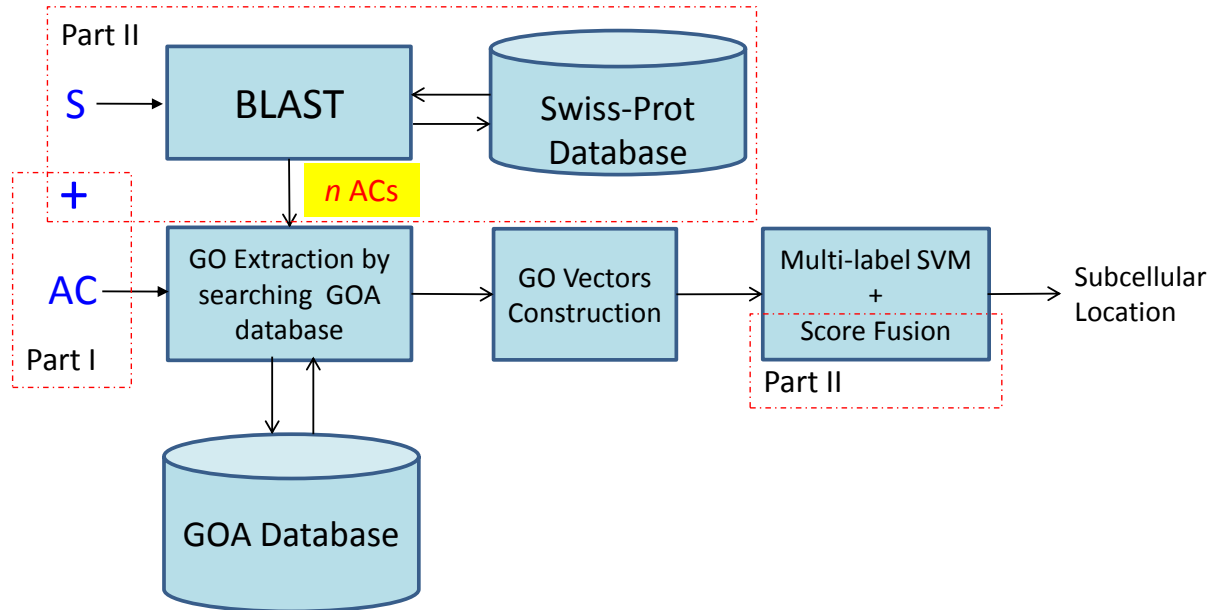 Part II
S
BLAST
Swiss-Prot
Database
+
n ACs
AC
Part I
GO Extraction by
searching GOA
database
GO Vectors
Construction
Multi-label SVM
+
Score Fusion
Part II
Subcellular
Location
GOA Database